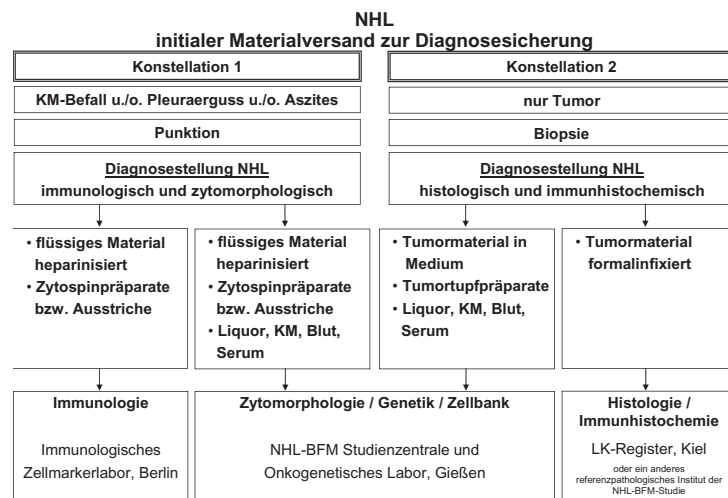 NHL
initialer Materialversand zur Diagnosesicherung
Konstellation 1
KM-Befall u./o. Pleuraerguss u./o. Aszites
Punktion
Diagnosestellung NHL
immunologisch und zytomorphologisch
• flüssiges Material
heparinisiert
• Zytospinpräparate
bzw. Ausstriche
• flüssiges Material
heparinisiert
• Zytospinpräparate
bzw. Ausstriche
• Liquor, KM, Blut,
Serum
Konstellation 2
nur Tumor
Biopsie
Diagnosestellung NHL
histologisch und immunhistochemisch
• Tumormaterial in
Medium
• Tumortupfpräparate
• Liquor, KM, Blut,
Serum
• Tumormaterial
formalinfixiert
Immunologie
Immunologisches
Zellmarkerlabor, Berlin
Zytomorphologie / Genetik / Zellbank
NHL-BFM Studienzentrale und
Onkogenetisches Labor, Gießen
Histologie /
Immunhistochemie
LK-Register, Kiel
oder ein anderes
referenzpathologisches Institut der
NHL-BFM-Studie